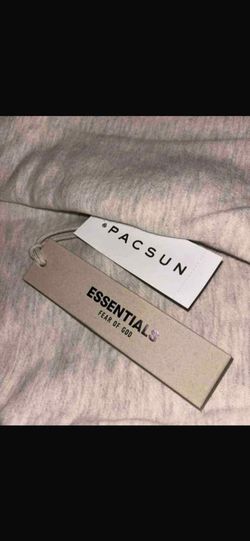 PACSUN
ESSENTIALS
FEAR OF GOD